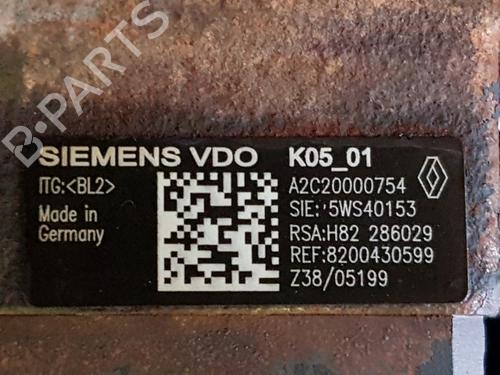 B-PARTS
SIEMENS VDO K05_01
ITG:<BL2> A2C20000754
Made in Germany
SIE: 5WS40153
RSA:H82 286029
REF:8200430599
Z38/05199